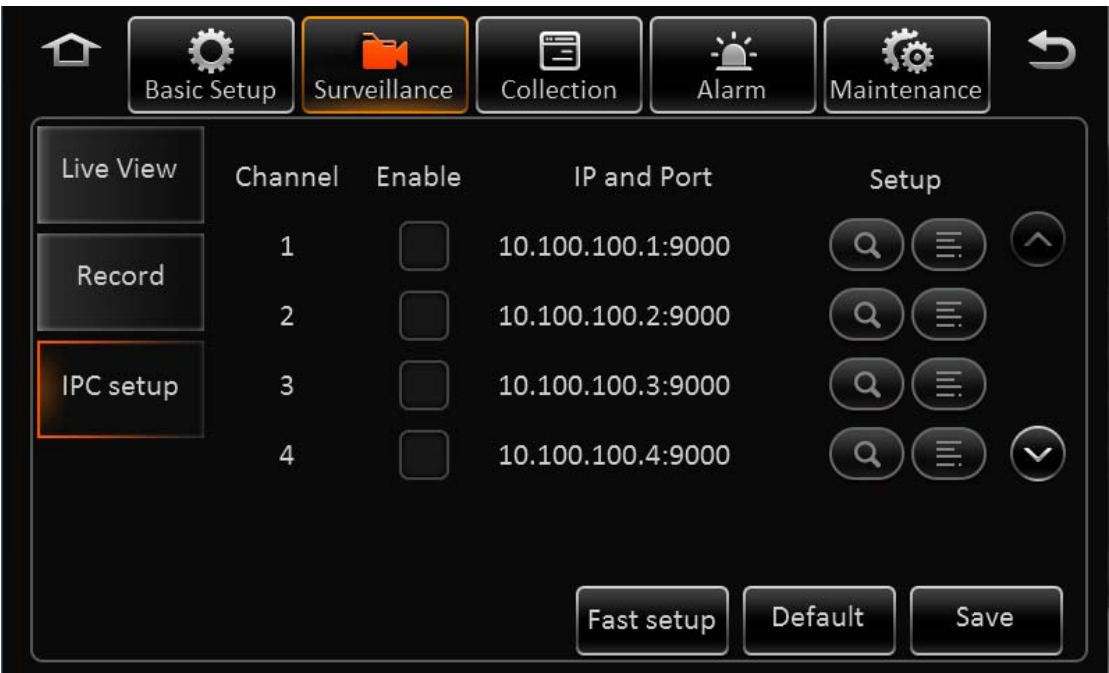 Basic Setup Surveillance Collection Alarm Maintenance
Live View
Record
IPC setup
Channel Enable IP and Port Setup
1 10.100.100.1:9000
2 10.100.100.2:9000
3 10.100.100.3:9000
4 10.100.100.4:9000
Fast setup Default Save